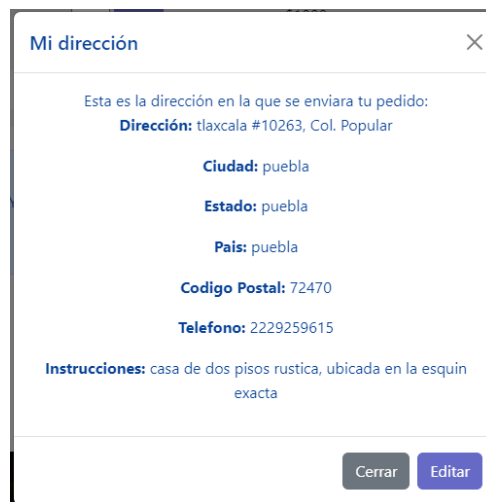 Mi dirección
Esta es la dirección en la que se enviara tu pedido:
Dirección: tlaxcala #10263, Col. Popular
Ciudad: puebla
Estado: puebla
Pais: puebla
Codigo Postal: 72470
Telefono: 2229259615
Instrucciones: casa de dos pisos rustica, ubicada en la esquin
exacta
Cerrar Editar